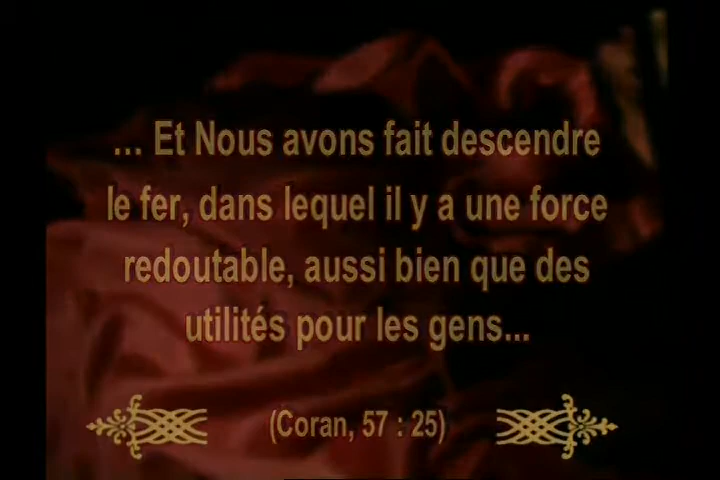 ... Et Nous avons fait descendre
le fer, dans lequel il y a une force
redoutable, aussi bien que des
utilités pour les gens...
(Coran, 57 : 25)